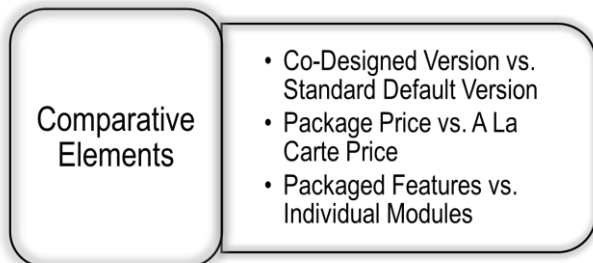 Comparative
Elements
• Co-Designed Version vs.
Standard Default Version
• Package Price vs. A La
Carte Price
• Packaged Features vs.
Individual Modules